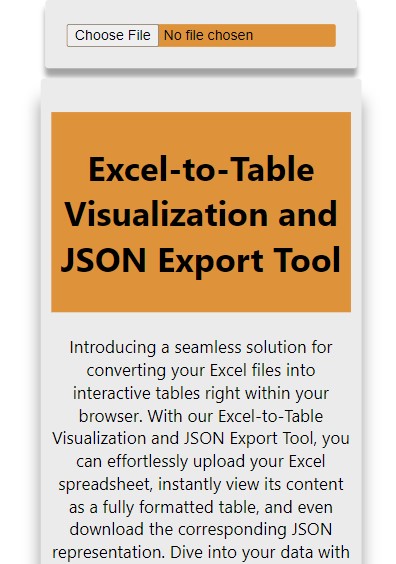 Choose File No file chosen
Excel-to-Table
Visualization and
JSON Export Tool
Introducing a seamless solution for
converting your Excel files into
interactive tables right within your
browser. With our Excel-to-Table
Visualization and JSON Export Tool, you
can effortlessly upload your Excel
spreadsheet, instantly view its content
as a fully formatted table, and even
download the corresponding JSON
representation. Dive into your data with